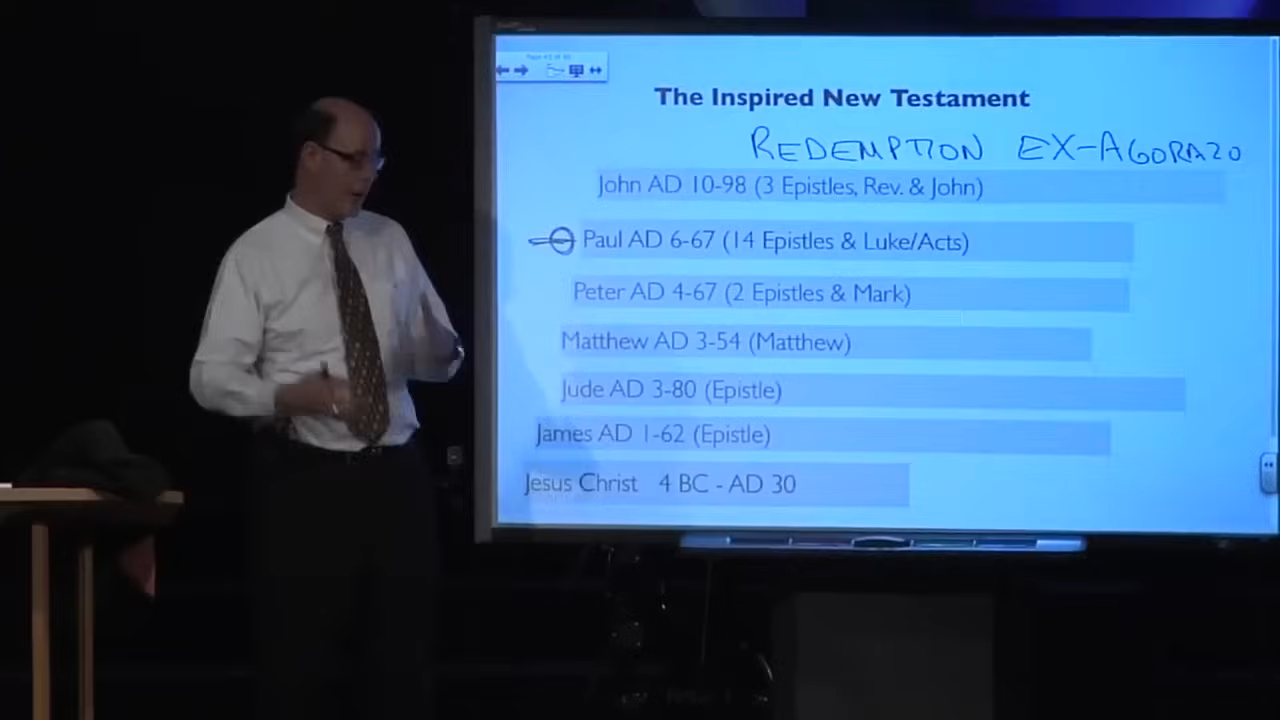 The Inspired New Testament
REDEMPTION EX-AGORAZO
John AD 10-98 (3 Epistles, Rev. & John)
Paul AD 6-67 (14 Epistles & Luke/Acts)
Peter AD 4-67 (2 Epistles & Mark)
Matthew AD 3-54 (Matthew)
Jude AD 3-80 (Epistle)
James AD 1-62 (Epistle)
Jesus Christ 4 BC - AD 30